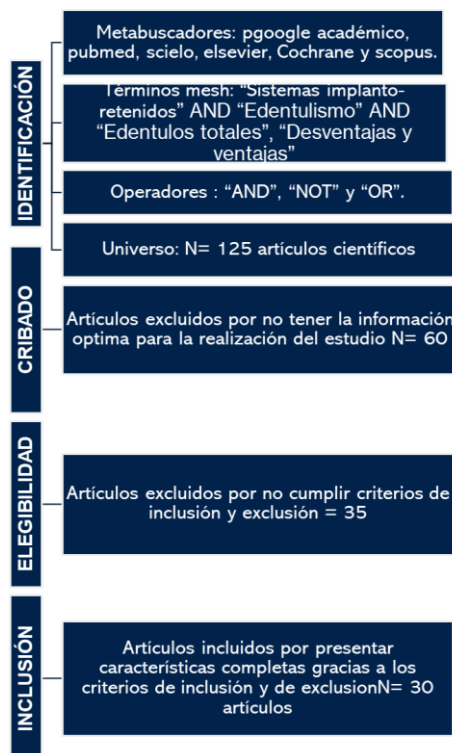 IDENTIFICACIÓN
Metabuscadores: pgoogle académico,
pubmed, scielo, elsevier, Cochrane y scopus.
Términos mesh: “Sistemas implanto-
retenidos” AND “Edentulismo” AND
“Edentulos totales”, “Desventajas y
ventajas”
Operadores : “AND”, “NOT” y “OR”.
Universo: N= 125 artículos científicos
CRIBADO
Artículos excluidos por no tener la información
optima para la realización del estudio N= 60
ELEGIBILIDAD
Artículos excluidos por no cumplir criterios de
inclusión y exclusión = 35
INCLUSIÓN
Artículos incluidos por presentar
características completas gracias a los
criterios de inclusión y de exclusionN= 30
artículos